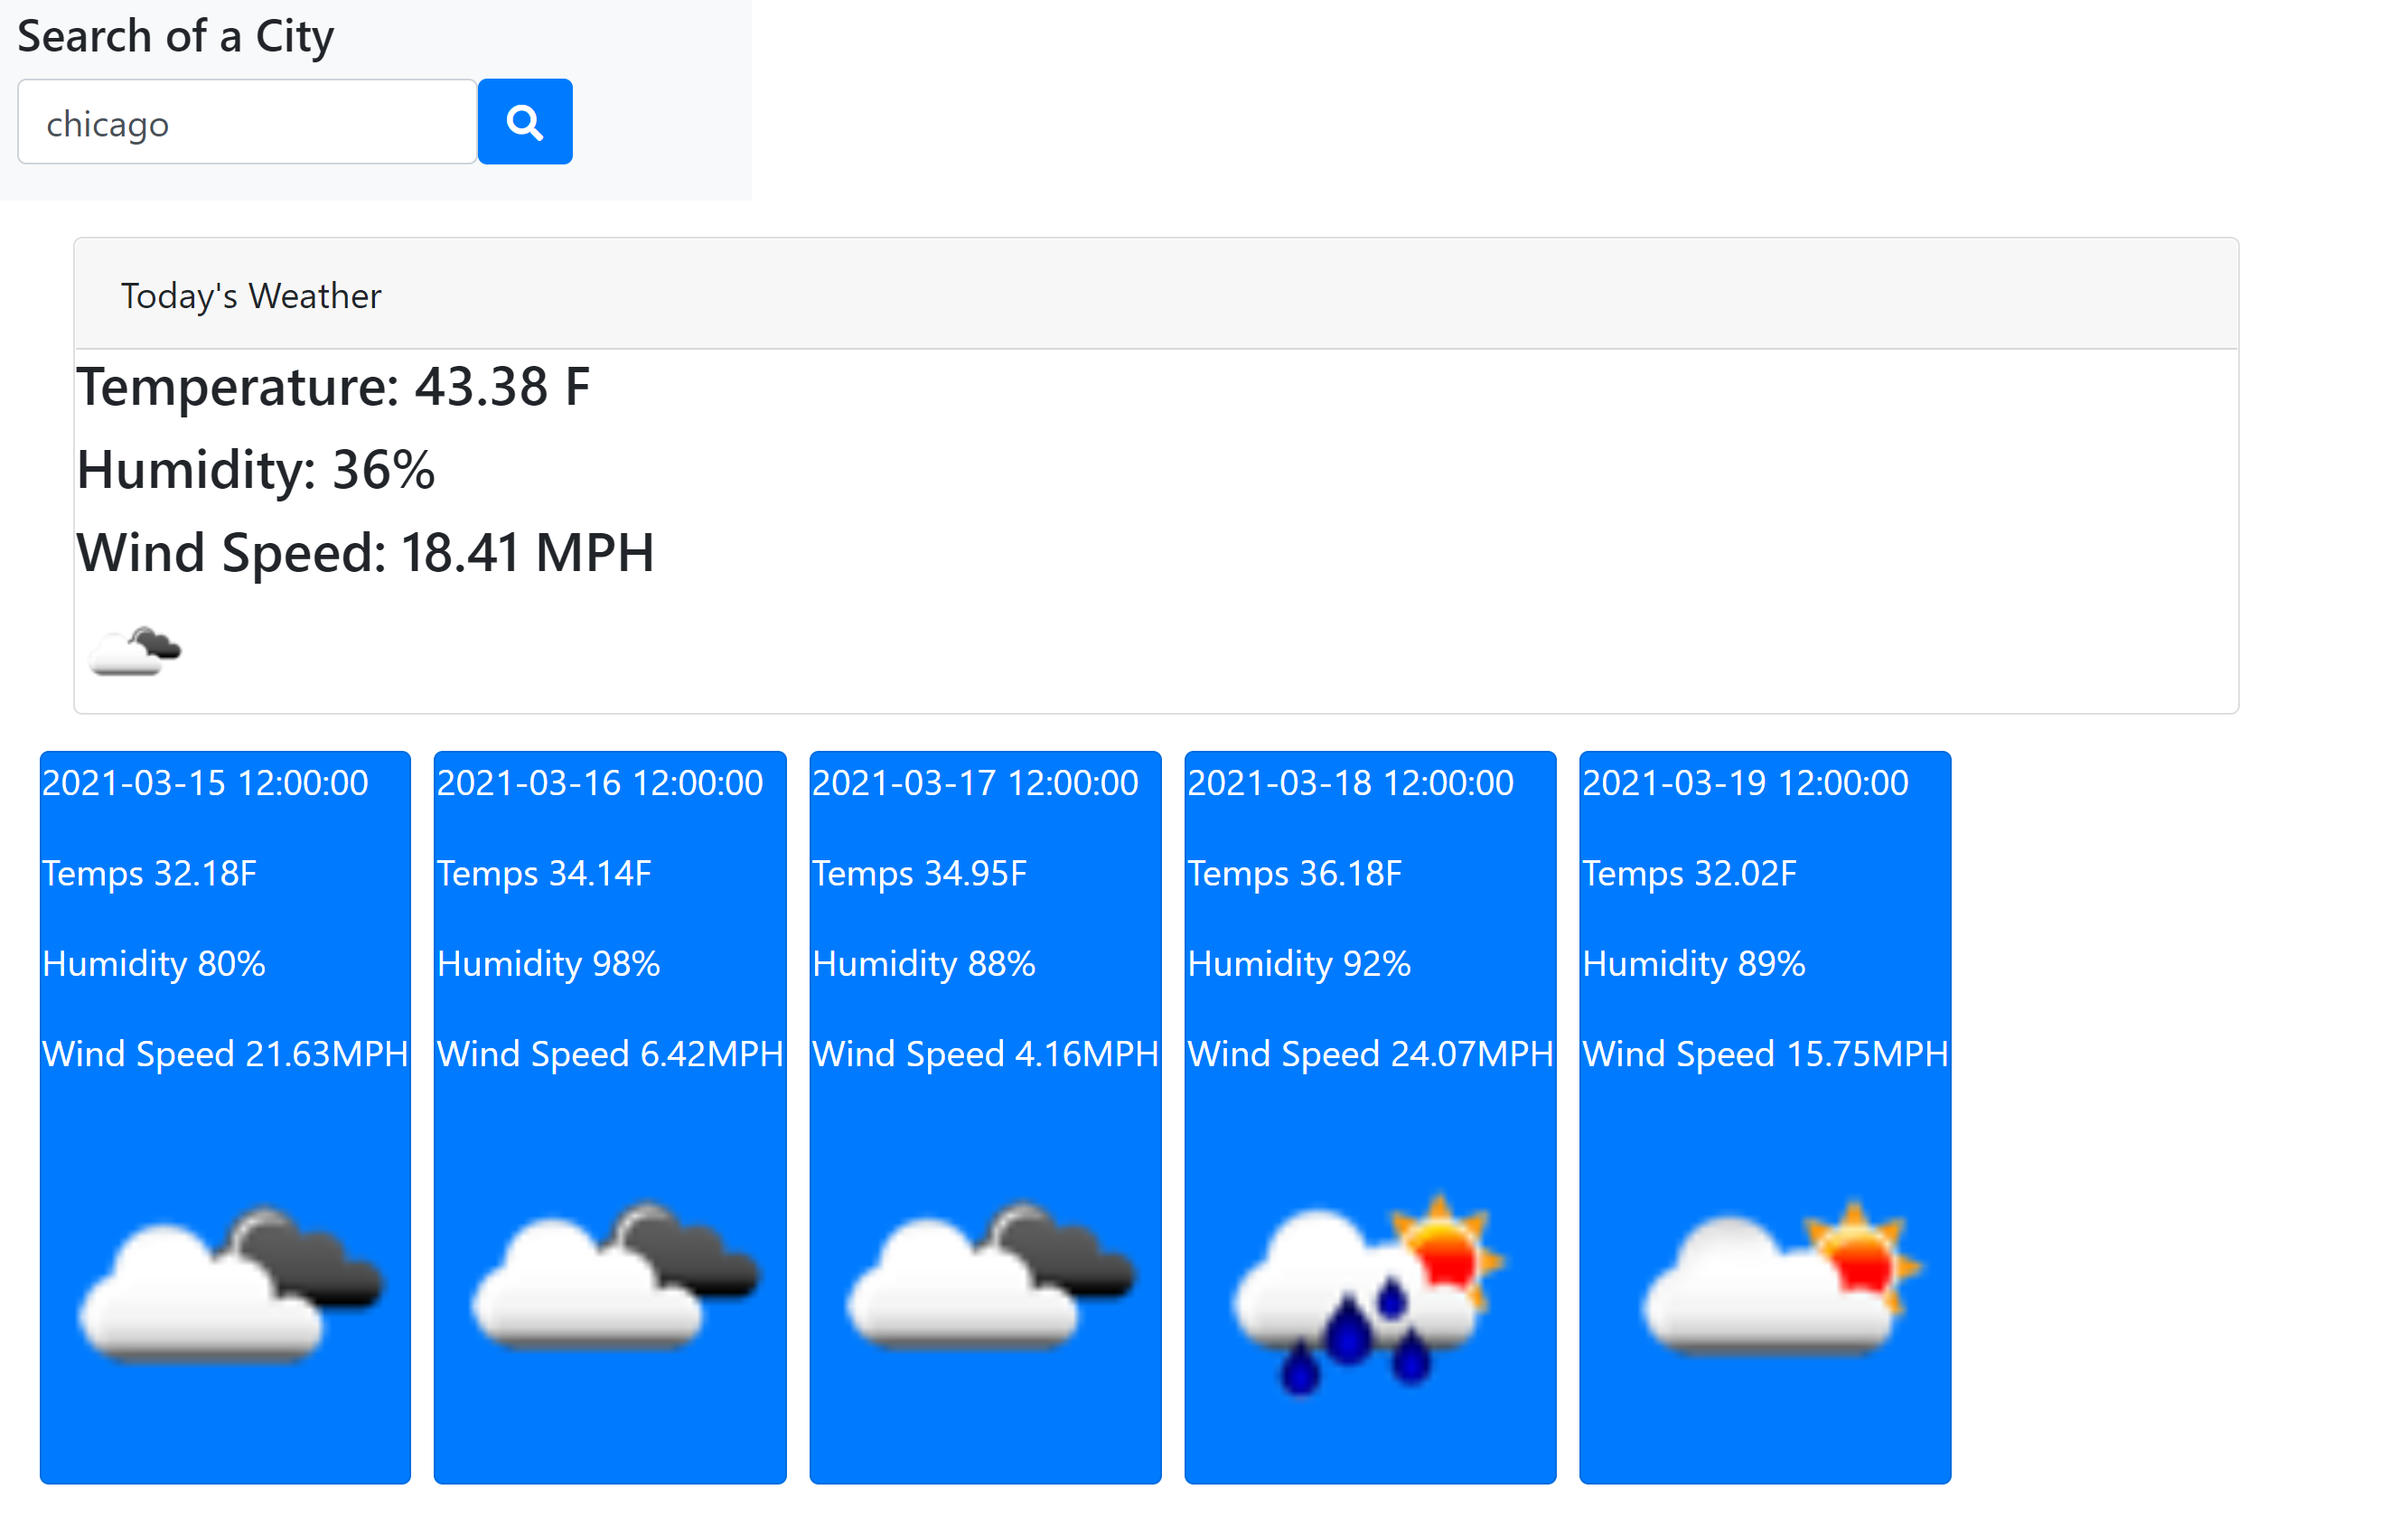 Search of a City
chicago
Today's Weather
Temperature: 43.38 F
Humidity: 36%
Wind Speed: 18.41 MPH
2021-03-15 12:00:00
Temps 32.18F
Humidity 80%
Wind Speed 21.63MPH
2021-03-16 12:00:00
Temps 34.14F
Humidity 98%
Wind Speed 6.42MPH
2021-03-17 12:00:00
Temps 34.95F
Humidity 88%
Wind Speed 4.16MPH
2021-03-18 12:00:00
Temps 36.18F
Humidity 92%
Wind Speed 24.07MPH
2021-03-19 12:00:00
Temps 32.02F
Humidity 89%
Wind Speed 15.75MPH